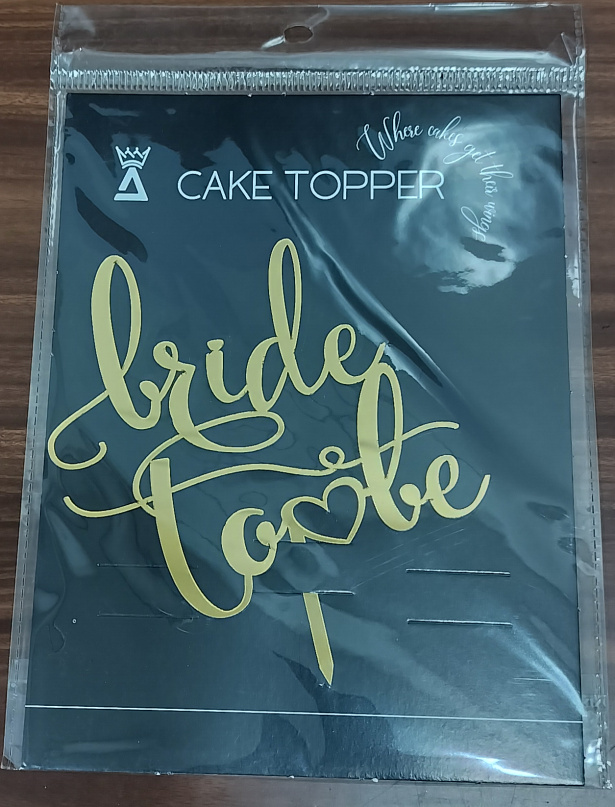 Where cakes get their wings
CAKE TOPPER
bride
to be